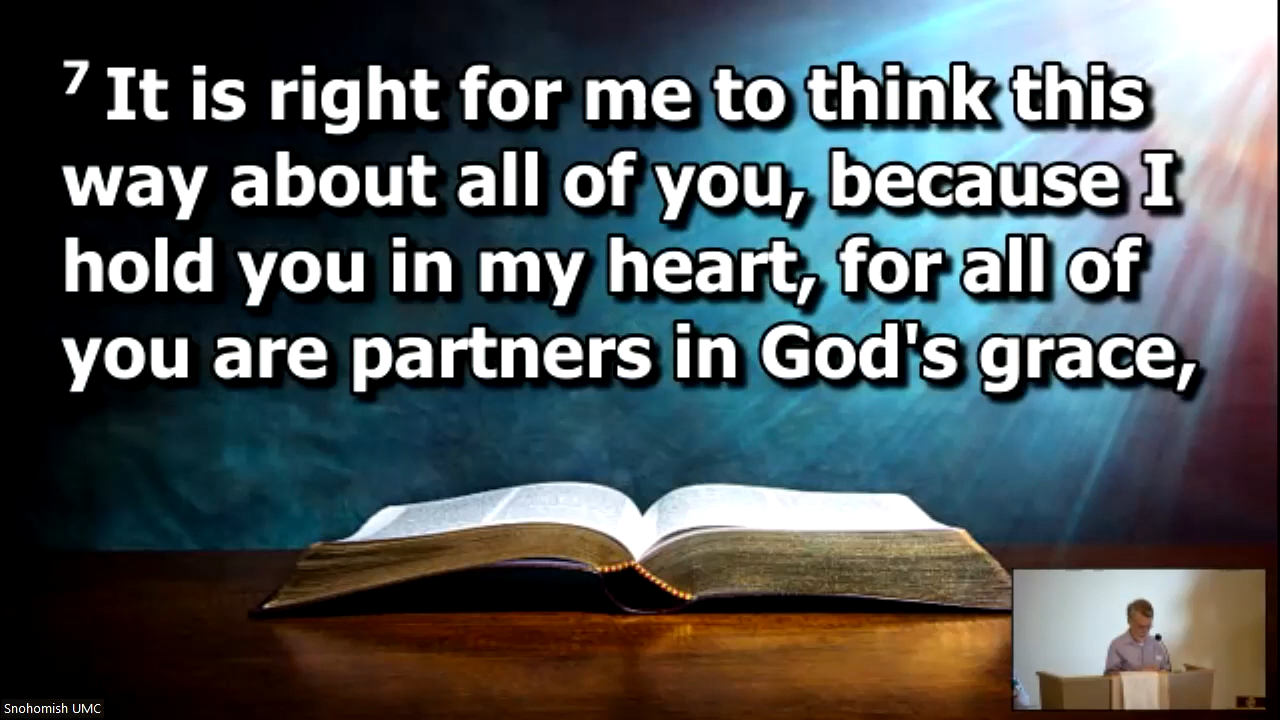 7 It is right for me to think this
way about all of you, because I
hold you in my heart, for all of
you are partners in God's grace,
Snohomish UMC